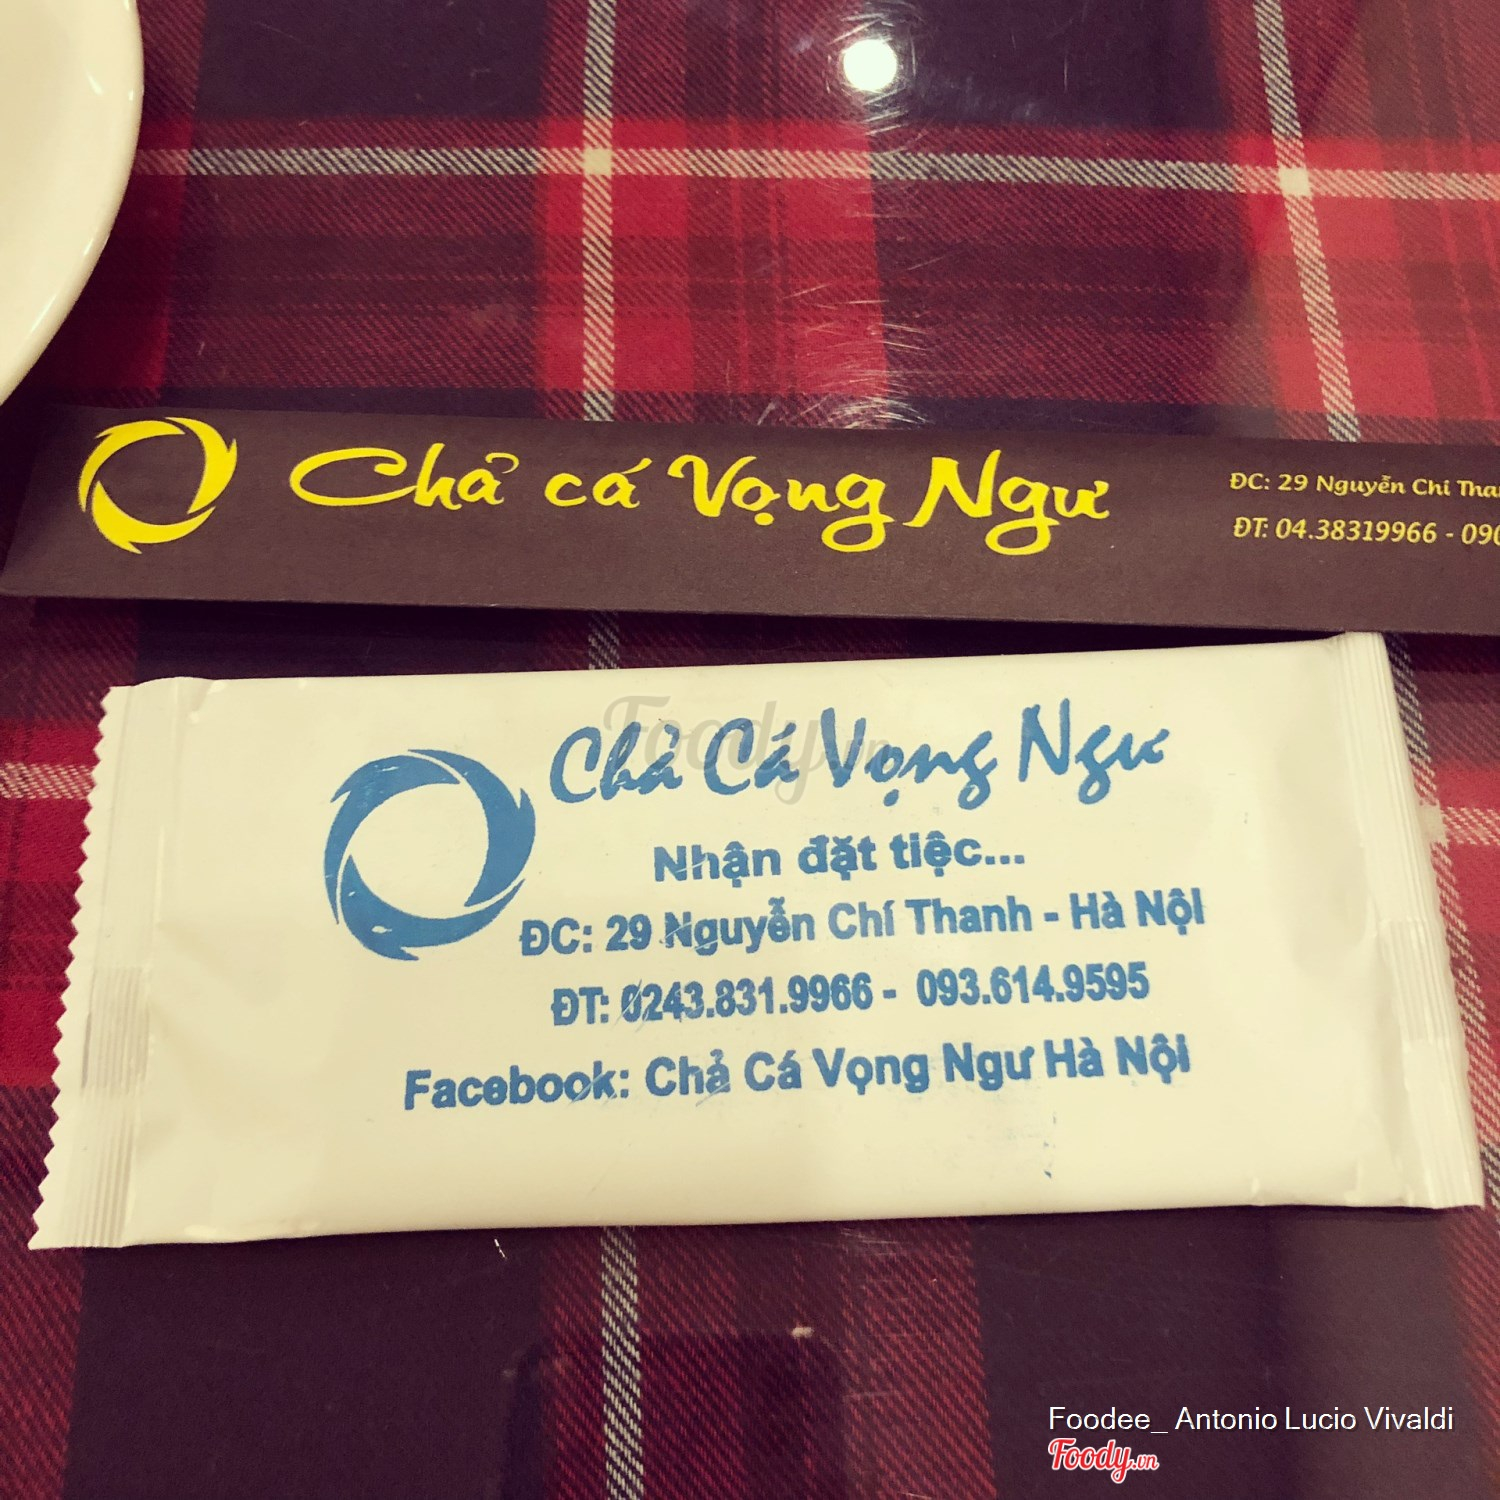 Chả cá Vọng Ngư
ĐC: 29 Nguyễn Chí
ĐT: 04.38319966 -
Foody.vn
Chả Cá Vọng Ngư
Nhận đặt tiệc...
ĐC: 29 Nguyễn Chí Thanh - Hà Nội
ĐT: 0243.831.9966 - 093.614.9595
Facebook: Chả Cá Vọng Ngư Hà Nội
Foodee_ Antonio Lucio Vivaldi
Foody.vn